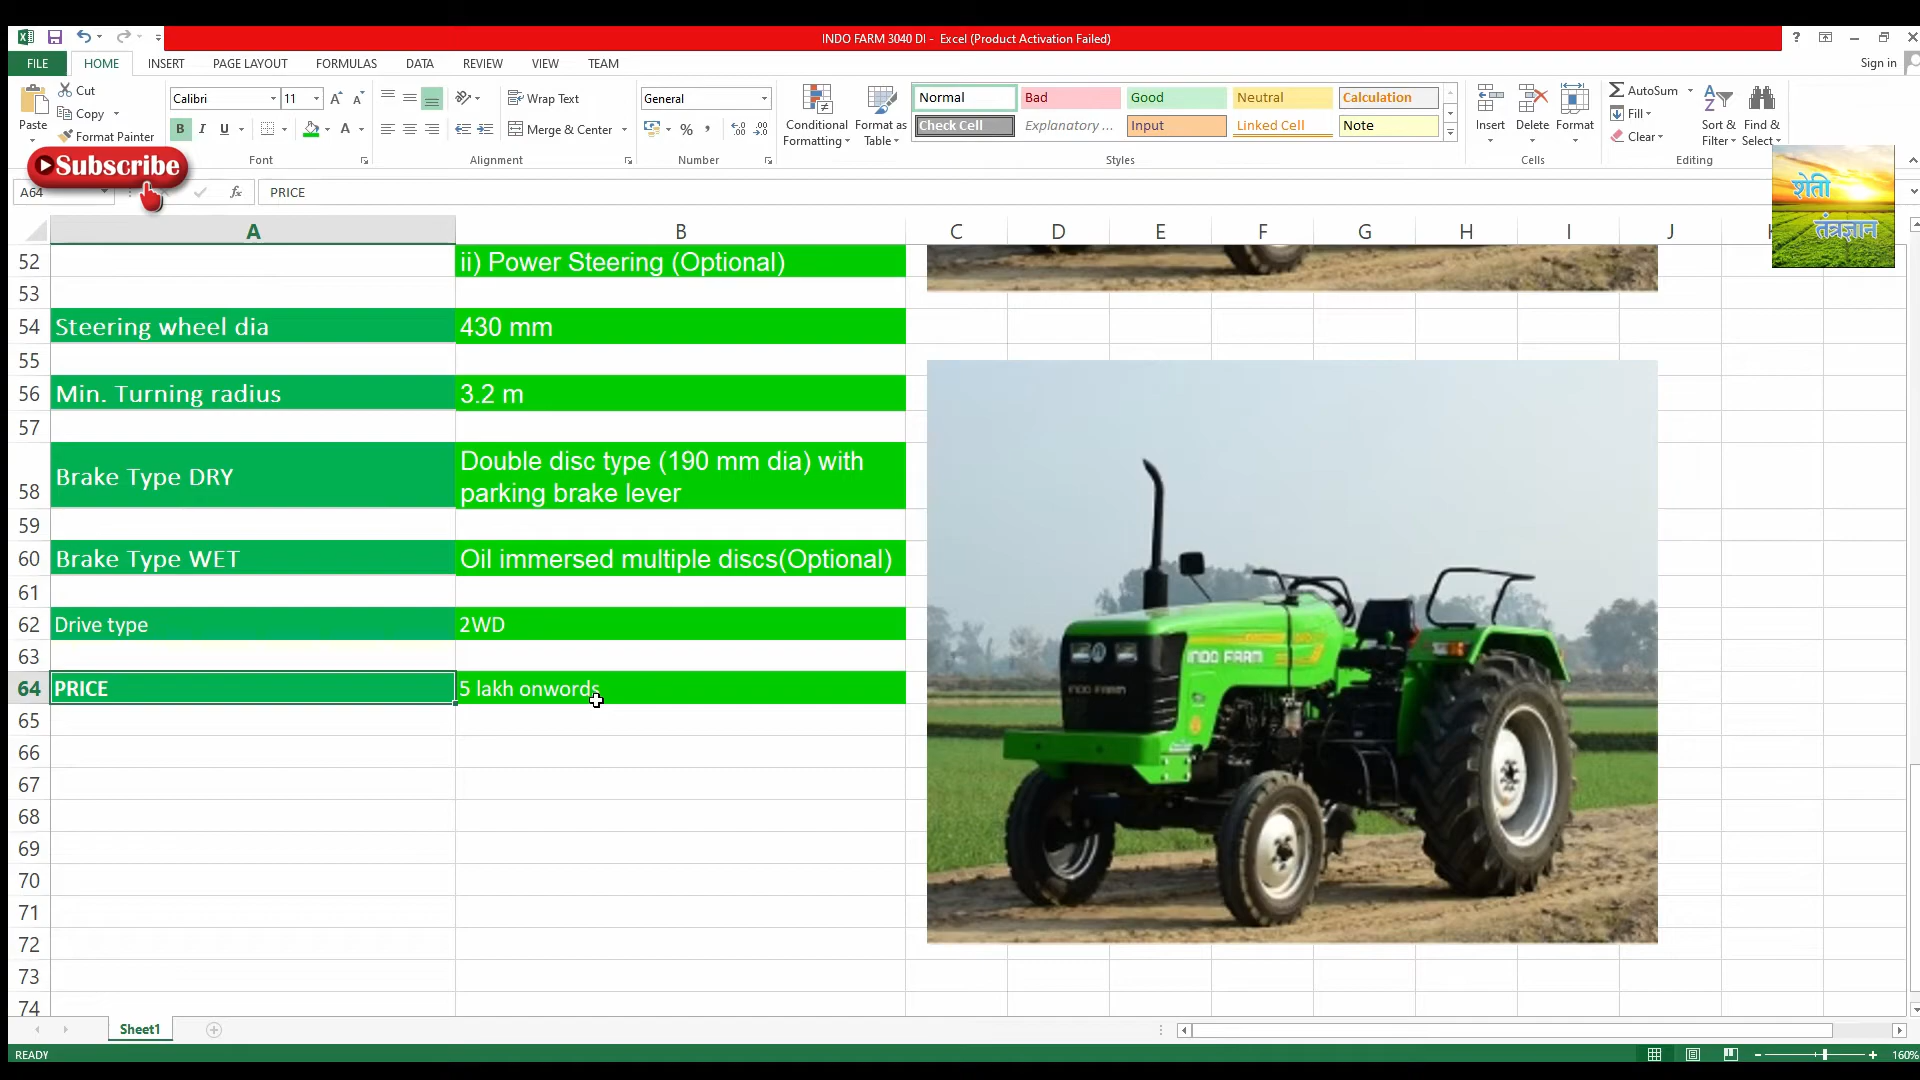 INDO FARM 3040 DI - Excel (Product Activation Failed)
FILE HOME INSERT PAGE LAYOUT FORMULAS DATA REVIEW VIEW TEAM Sign in
Paste
Cut
Copy
Format Painter
Calibri 11
Font
Wrap Text
Merge & Center
Alignment
General
Number
Conditional Formatting
Format as Table
Normal Bad Good Neutral Calculation
Check Cell Explanatory ... Input Linked Cell Note
Styles
Insert Delete Format
Cells
AutoSum
Fill
Clear
Sort & Filter
Find & Select
Editing
Subscribe
शेती
तंत्रज्ञान
A64 fx PRICE
A B C D E F G H I J
52 ii) Power Steering (Optional)
53
54 Steering wheel dia 430 mm
55
56 Min. Turning radius 3.2 m
57
58 Brake Type DRY Double disc type (190 mm dia) with
parking brake lever
59
60 Brake Type WET Oil immersed multiple discs(Optional)
61
62 Drive type 2WD
63
64 PRICE 5 lakh onwords
65
66
67
68
69
70
71
72
73
74
INDO FARM
INDO FARM
Sheet1
READY 160%